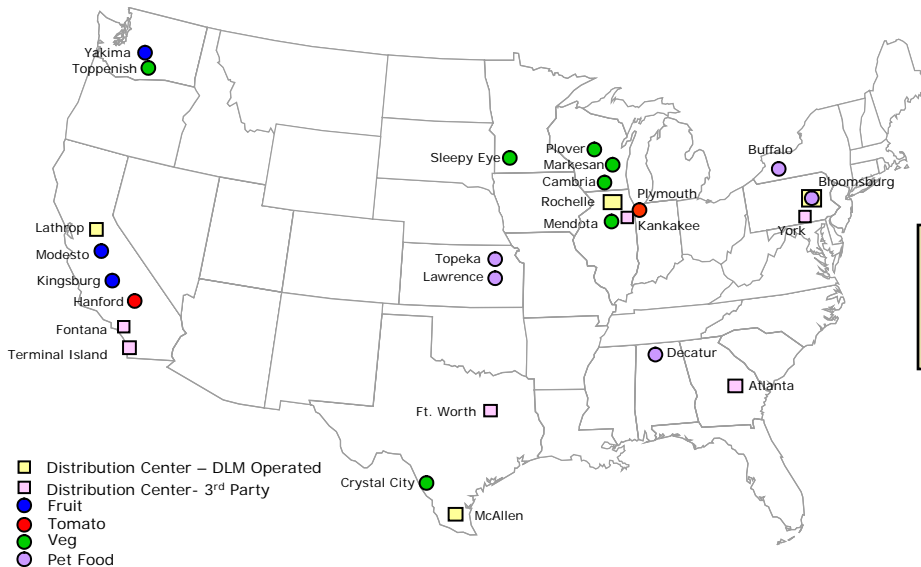 Yakima
Toppenish
Sleepy Eye
Plover
Markesan
Cambria
Rochelle
Mendota
Plymouth
Kankakee
Buffalo
Bloomsburg
York
Lathrop
Modesto
Kingsburg
Hanford
Fontana
Terminal Island
Topeka
Lawrence
Decatur
Atlanta
Ft. Worth
Crystal City
McAllen
Distribution Center – DLM Operated
Distribution Center- 3rd Party
Fruit
Tomato
Veg
Pet Food